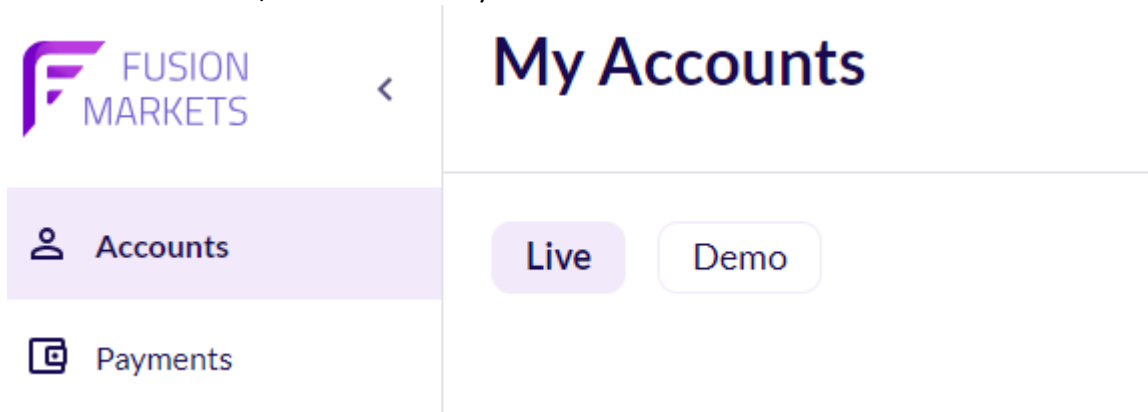 FUSION
MARKETS
My Accounts
Accounts
Live
Demo
Payments